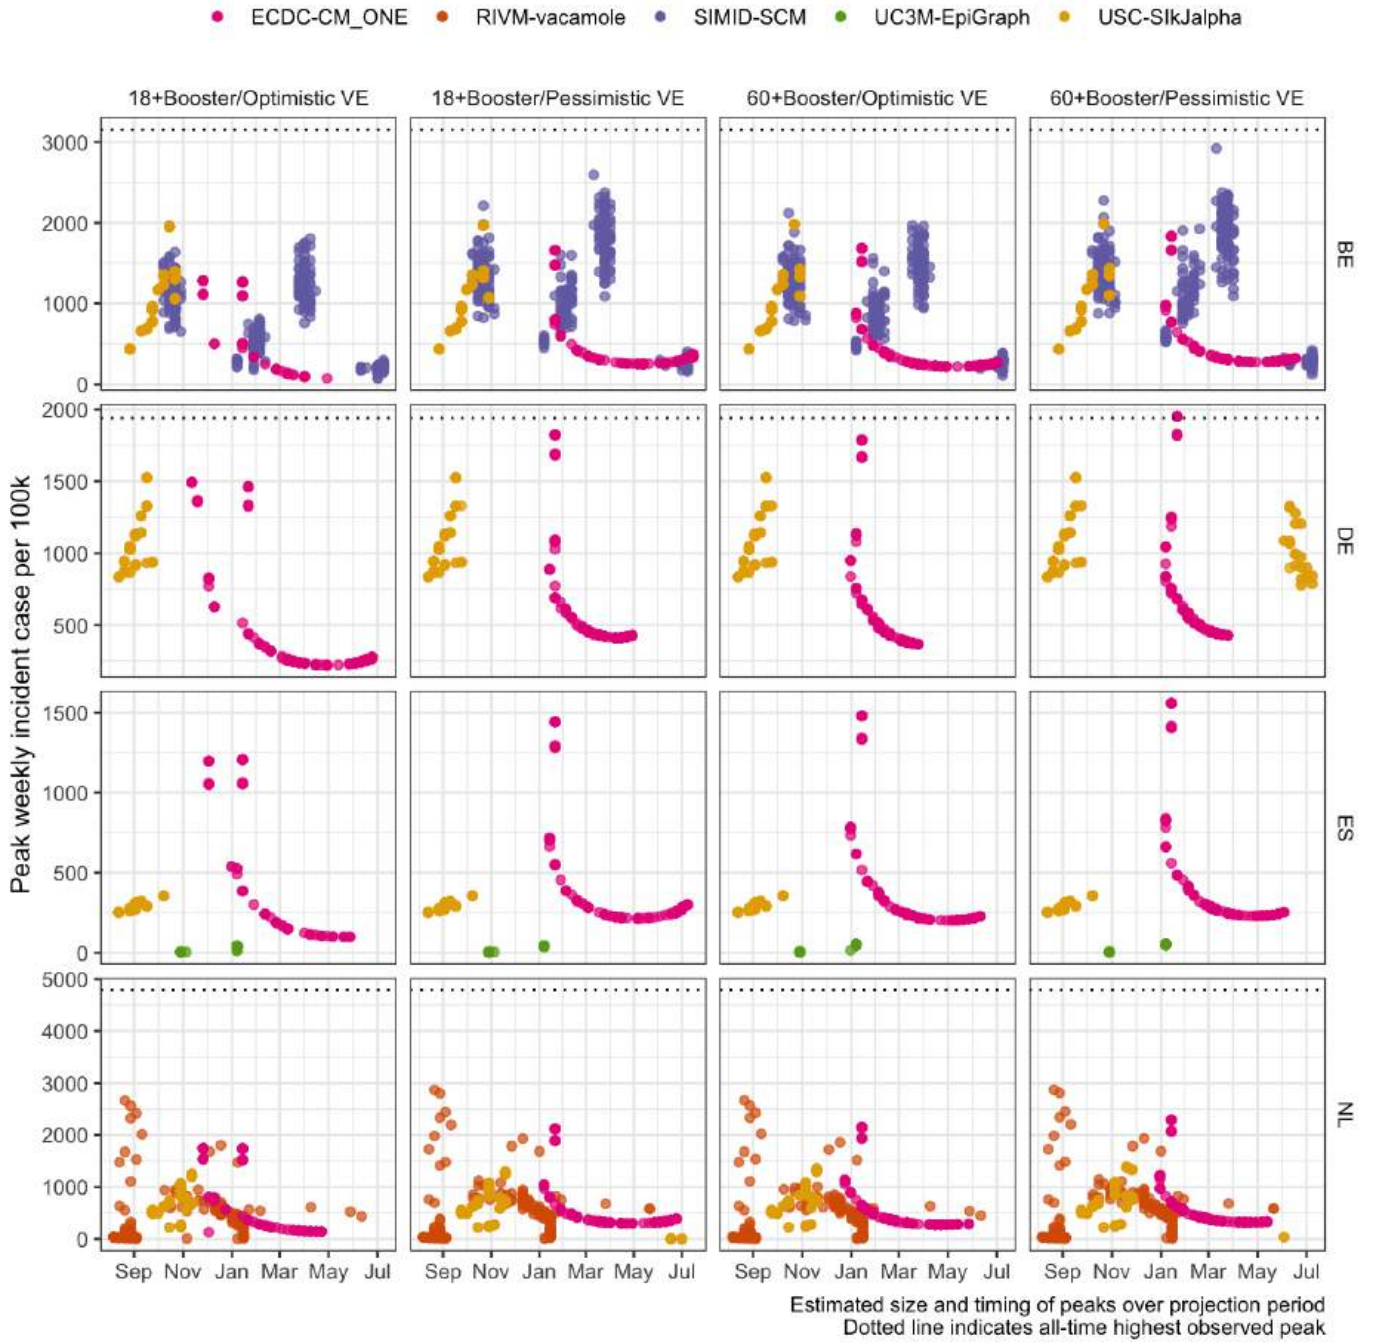 ECDC-CM_ONE RIVM-vacamole SIMID-SCM UC3M-EpiGraph USC-SIkJalpha
18+Booster/Optimistic VE 18+Booster/Pessimistic VE 60+Booster/Optimistic VE 60+Booster/Pessimistic VE
Peak weekly incident case per 100k
3000
2000
1000
0
BE
2000
1500
1000
500
DE
1500
1000
500
0
ES
5000
4000
3000
2000
1000
0
NL
Sep Nov Jan Mar May Jul Sep Nov Jan Mar May Jul Sep Nov Jan Mar May Jul Sep Nov Jan Mar May Jul
Estimated size and timing of peaks over projection period
Dotted line indicates all-time highest observed peak